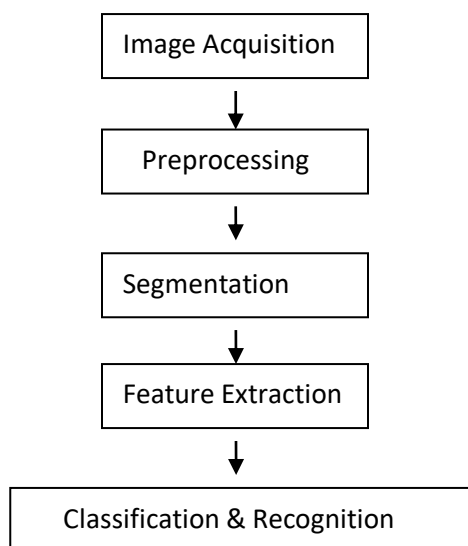 Image Acquisition
Preprocessing
Segmentation
Feature Extraction
Classification & Recognition